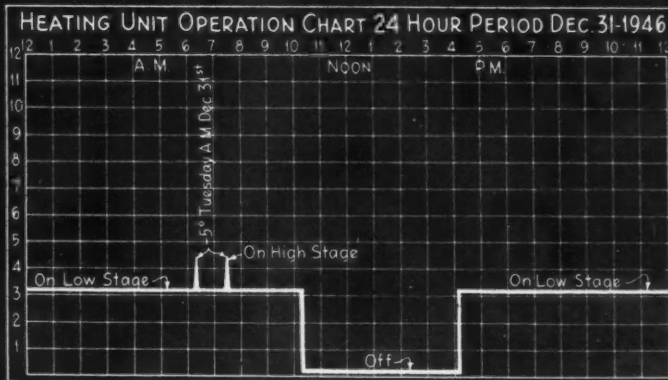 HEATING UNIT OPERATION CHART 24 HOUR PERIOD DEC. 31-1946
12 1 2 3 4 5 6 7 8 9 10 11 12 1 2 3 4 5 6 7 8 9 10 11 12
A.M. NOON P.M.
12
11
10
9
8
7
6
5
4
3
2
1
-5° Tuesday A M Dec 31st
On High Stage
On Low Stage
On Low Stage
Off